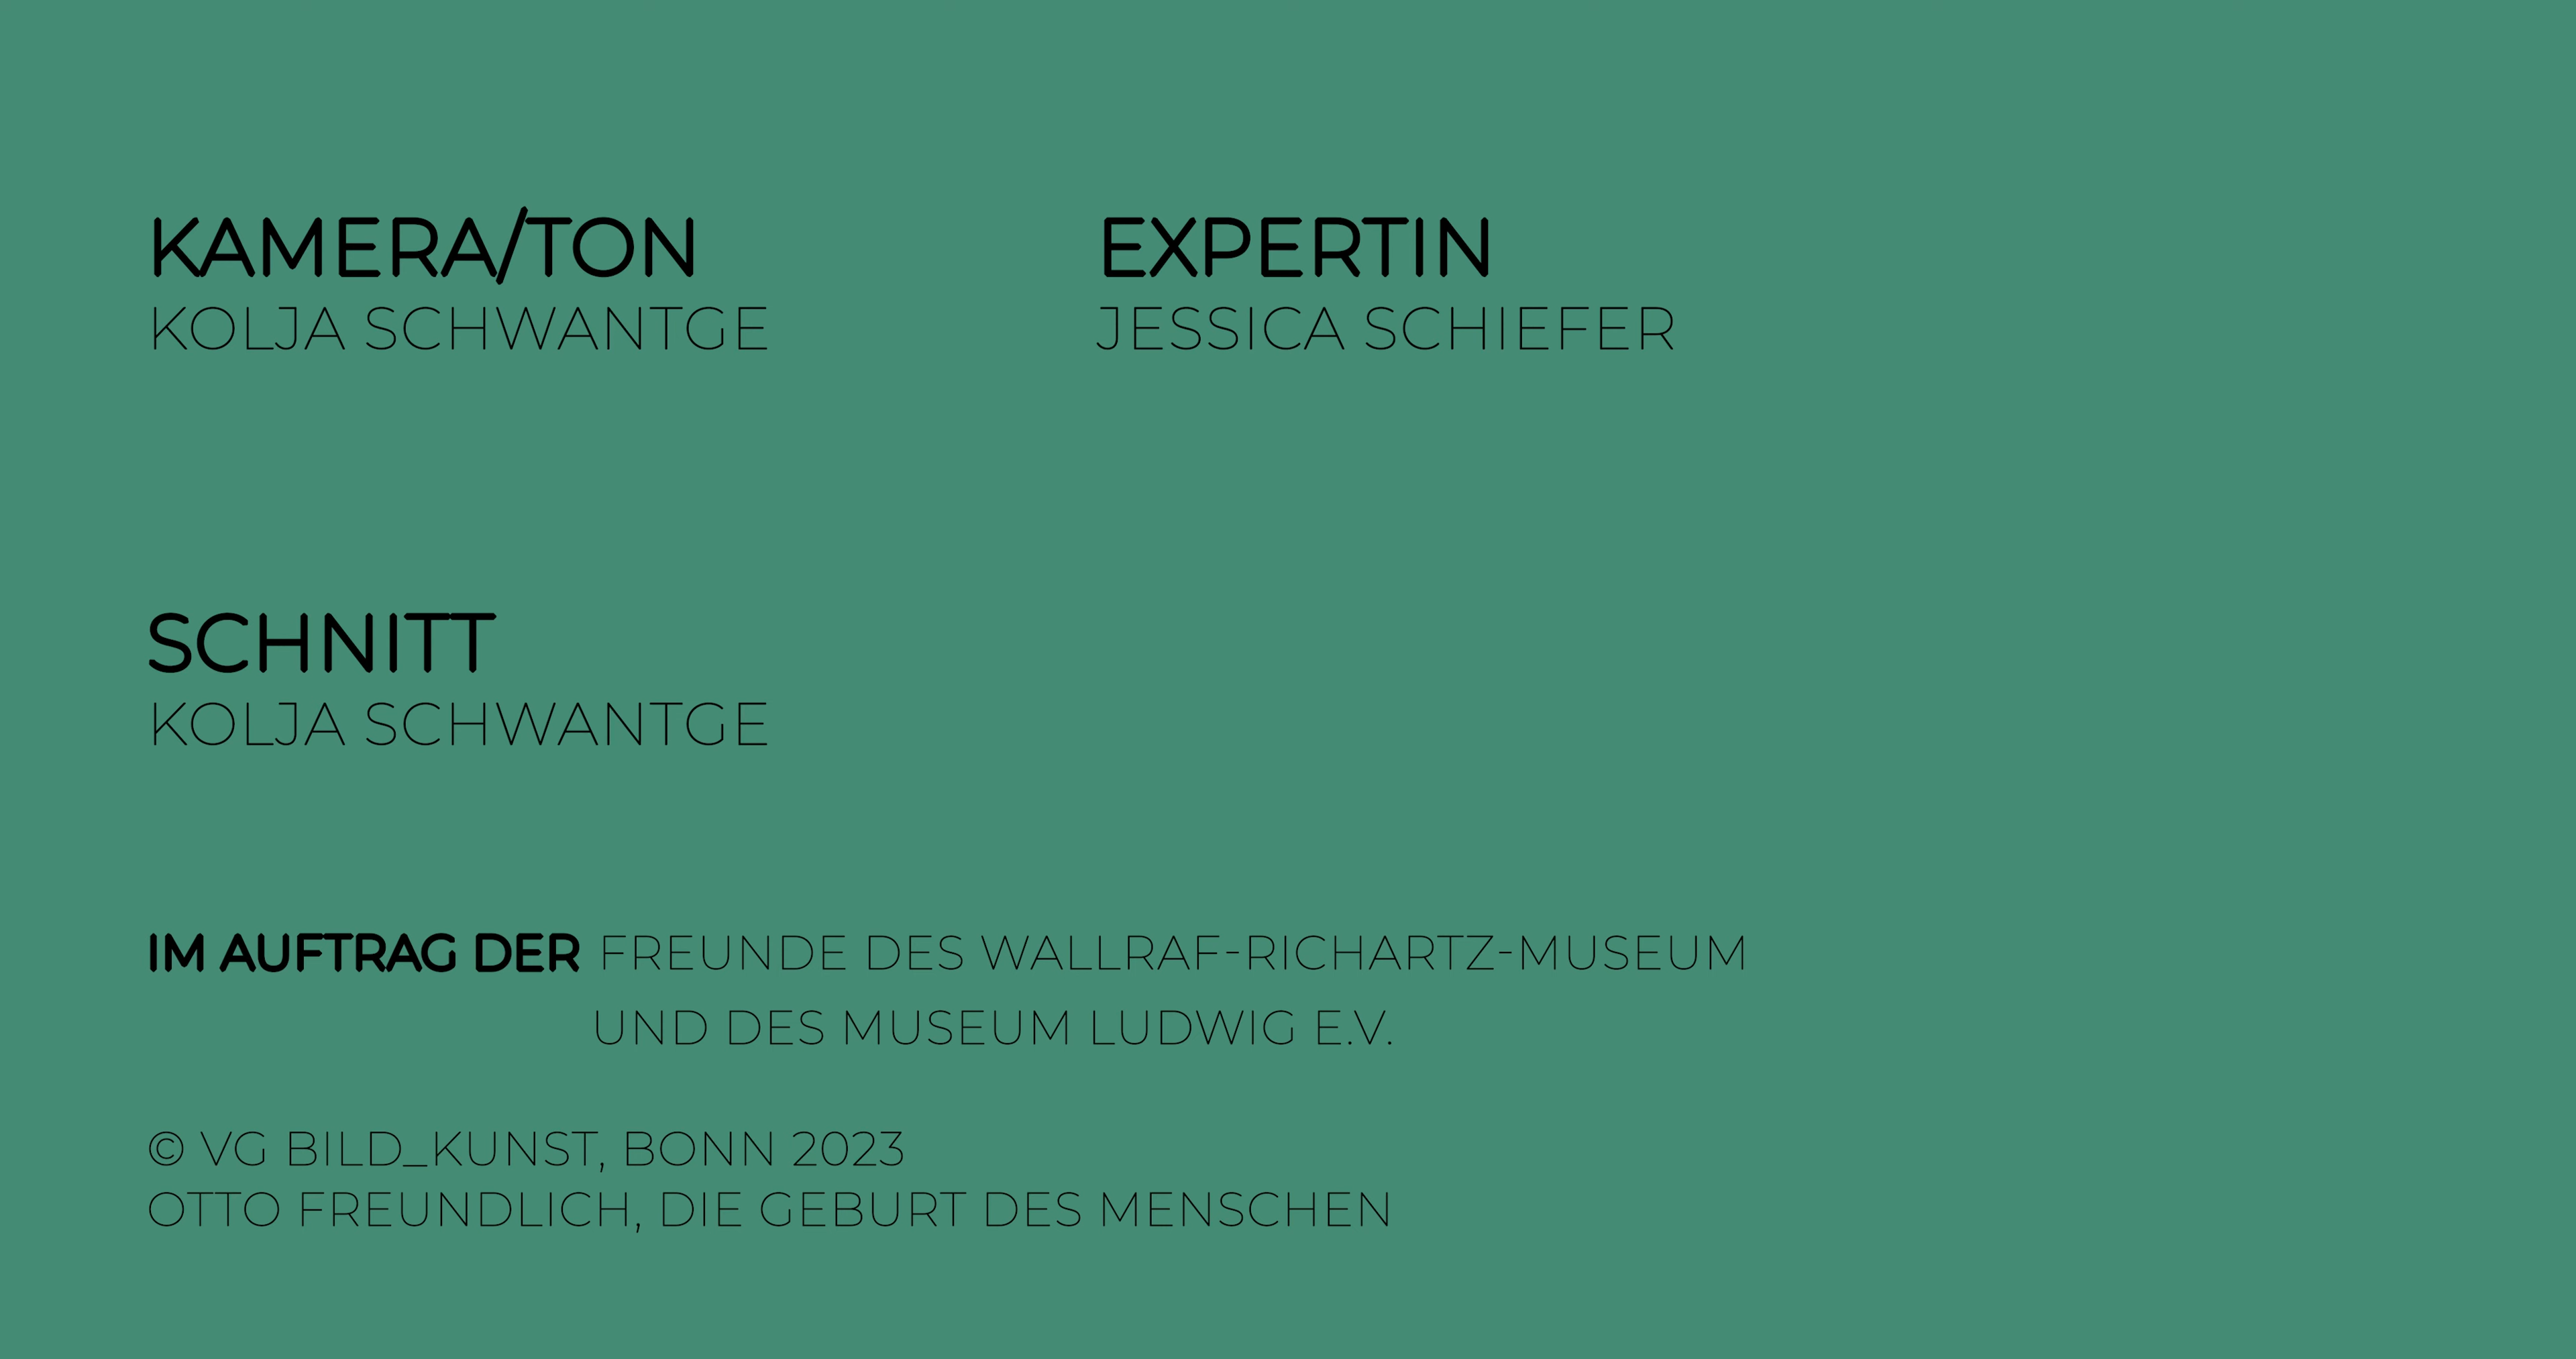 KAMERA/TON
KOLJA SCHWANTGE
EXPERTIN
JESSICA SCHIEFER
SCHNITT
KOLJA SCHWANTGE
IM AUFTRAG DER FREUNDE DES WALLRAF-RICHARTZ-MUSEUM
UND DES MUSEUM LUDWIG E.V.
© VG BILD_KUNST, BONN 2023
OTTO FREUNDLICH, DIE GEBURT DES MENSCHEN